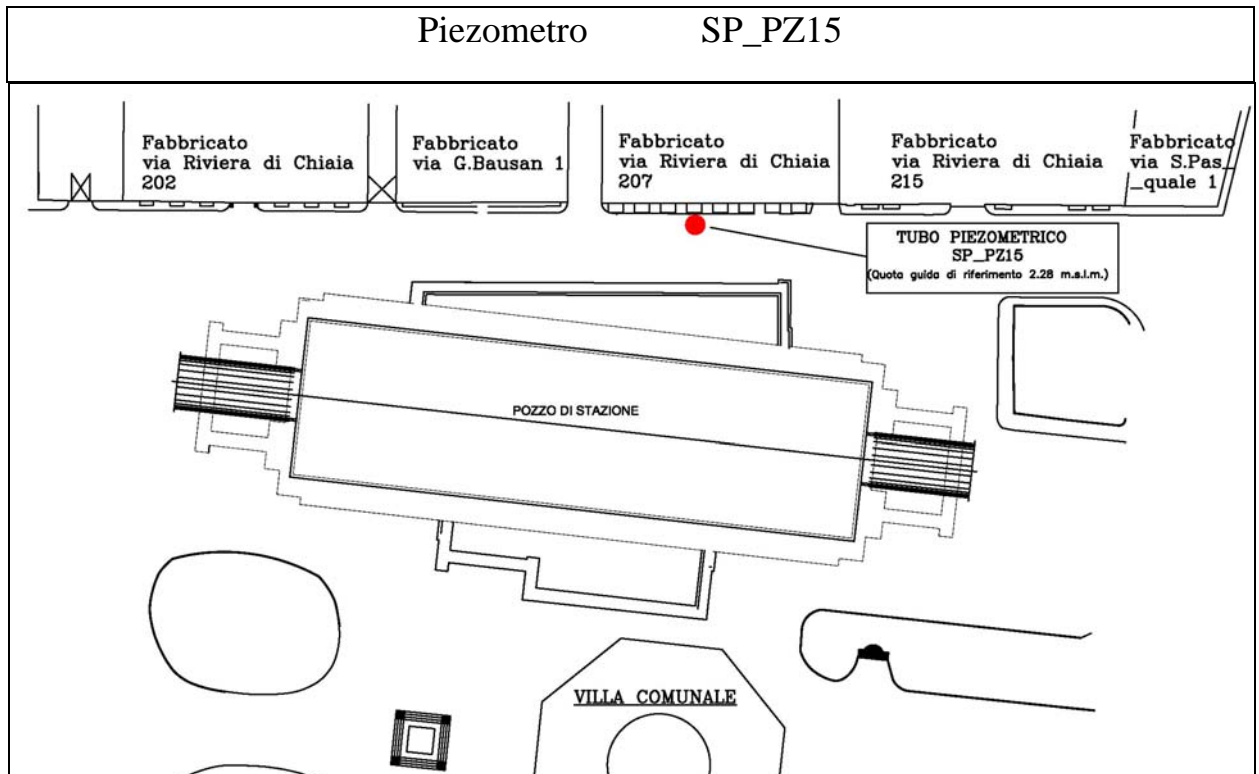 Piezometro SP_PZ15
Fabbricato
via Riviera di Chiaia
202
Fabbricato
via G.Bausan 1
Fabbricato
via Riviera di Chiaia
207
Fabbricato
via Riviera di Chiaia
215
Fabbricato
via S.Pas_
_quale 1
TUBO PIEZOMETRICO
SP_PZ15
(Quota guida di riferimento 2.28 m.s.l.m.)
POZZO DI STAZIONE
VILLA COMUNALE